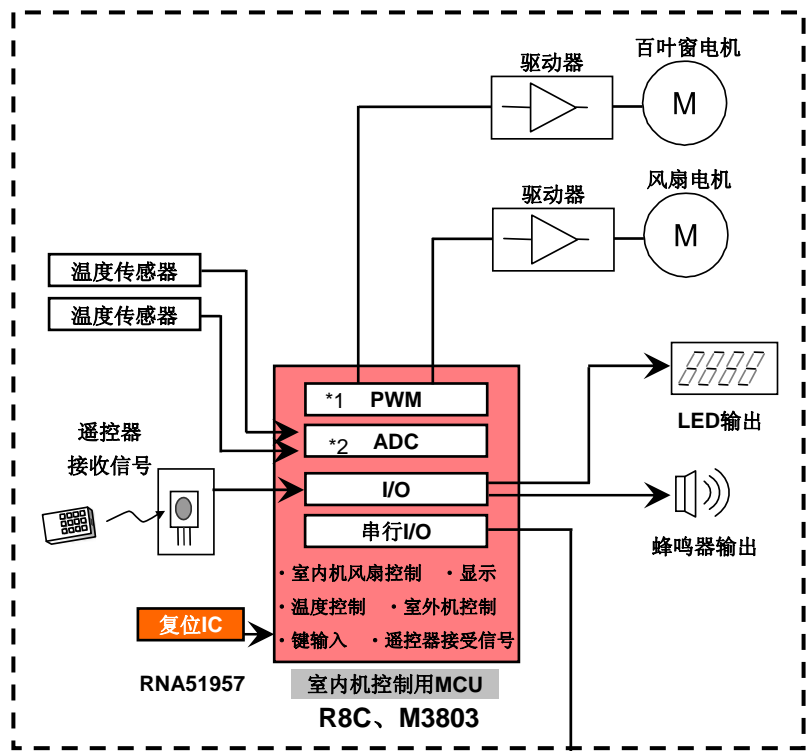 百叶窗电机
驱动器
M
风扇电机
驱动器
M
温度传感器
温度传感器
*1 PWM
*2 ADC
I/O
串行I/O
遥控器
接收信号
LED输出
蜂鸣器输出
・室内机风扇控制 ・显示
・温度控制 ・室外机控制
・键输入 ・遥控器接受信号
复位IC
RNA51957
室内机控制用MCU
R8C、M3803